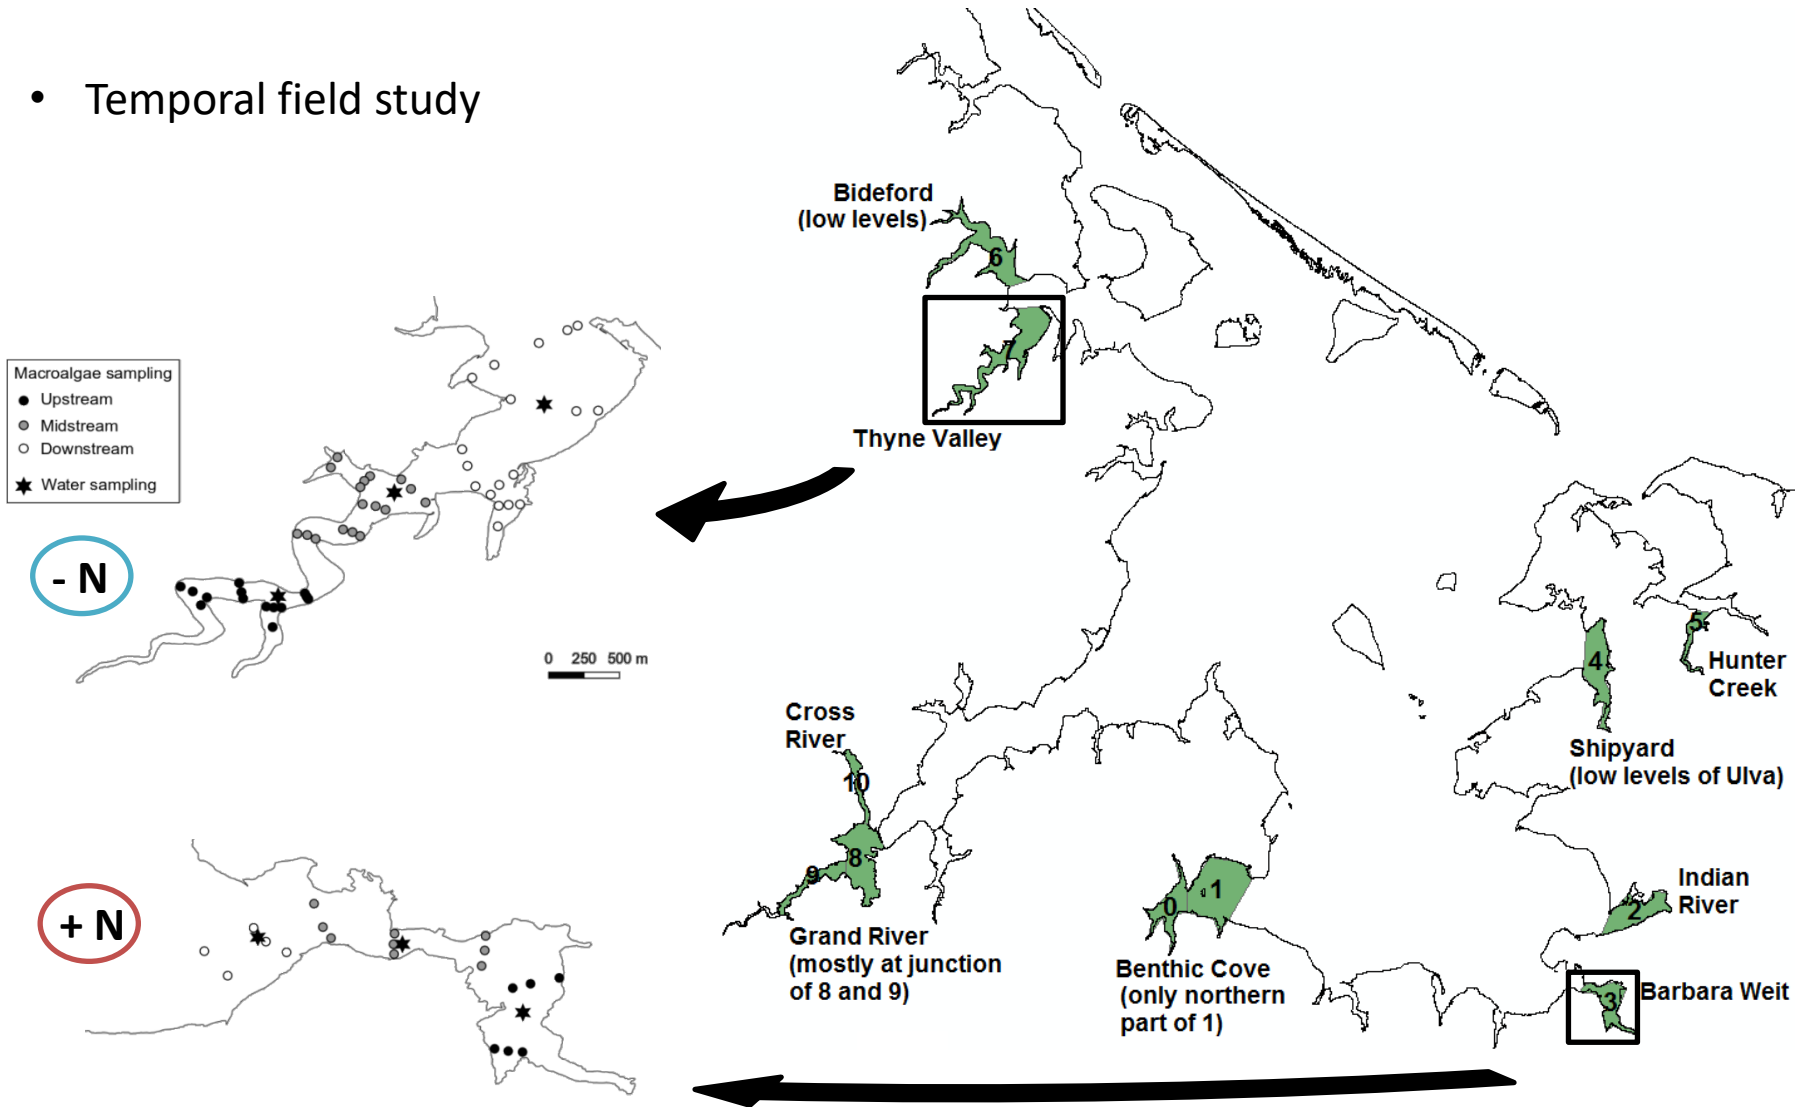 • Temporal field study
Bideford
(low levels)
6
7
Thyne Valley
Macroalgae sampling
Upstream
Midstream
Downstream
Water sampling
- N
0 250 500 m
Cross
River
10
8
9
Grand River
(mostly at junction
of 8 and 9)
+ N
0
1
Benthic Cove
(only northern
part of 1)
5
Hunter
Creek
4
Shipyard
(low levels of Ulva)
Indian
River
2
3
Barbara Weit